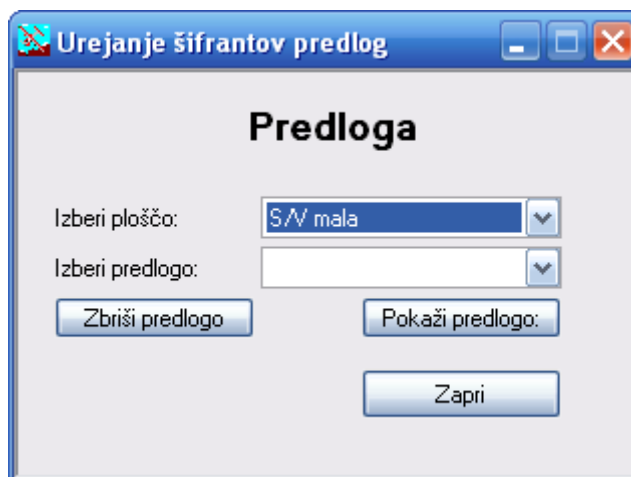 Urejanje šifrantov predlog
Predloga
Izberi ploščo: S/V mala
Izberi predlogo:
Zbriši predlogo Pokaži predlogo:
Zapri